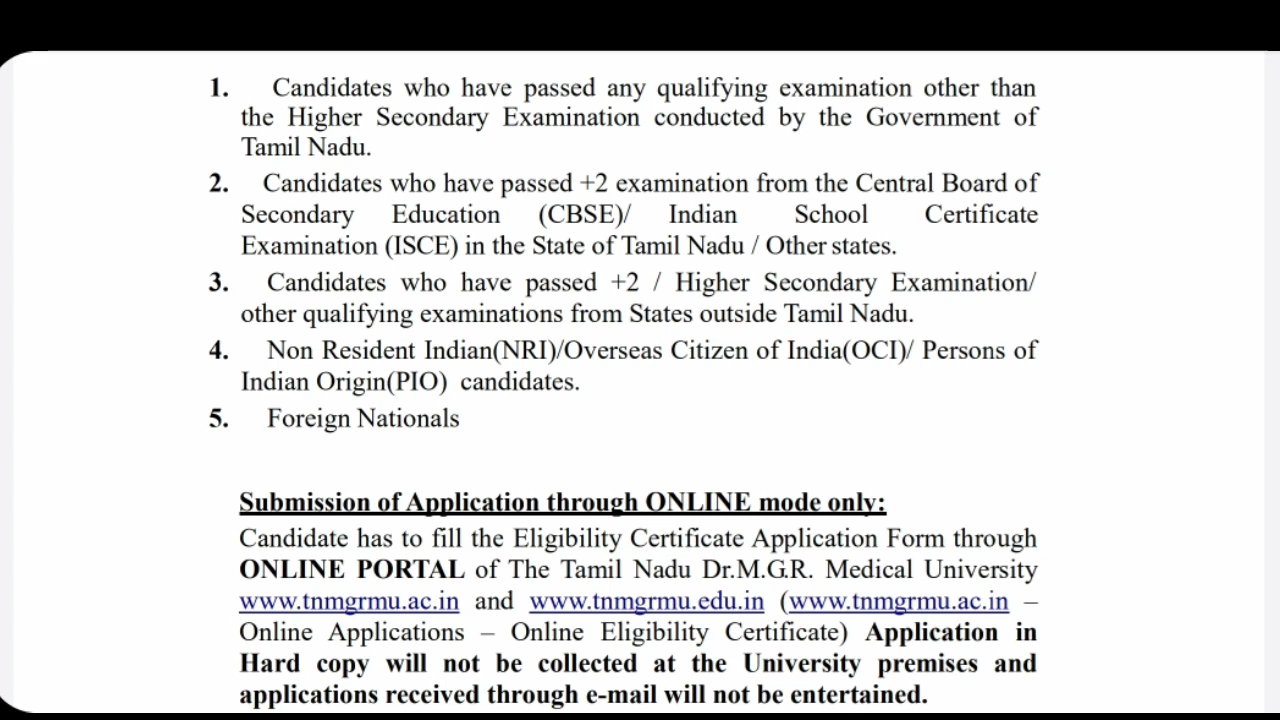 1. Candidates who have passed any qualifying examination other than
the Higher Secondary Examination conducted by the Government of
Tamil Nadu.
2. Candidates who have passed +2 examination from the Central Board of
Secondary Education (CBSE)/ Indian School Certificate
Examination (ISCE) in the State of Tamil Nadu / Other states.
3. Candidates who have passed +2 / Higher Secondary Examination/
other qualifying examinations from States outside Tamil Nadu.
4. Non Resident Indian(NRI)/Overseas Citizen of India(OCI)/ Persons of
Indian Origin(PIO) candidates.
5. Foreign Nationals
Submission of Application through ONLINE mode only:
Candidate has to fill the Eligibility Certificate Application Form through
ONLINE PORTAL of The Tamil Nadu Dr.M.G.R. Medical University
www.tnmgrmu.ac.in and www.tnmgrmu.edu.in (www.tnmgrmu.ac.in –
Online Applications – Online Eligibility Certificate) Application in
Hard copy will not be collected at the University premises and
applications received through e-mail will not be entertained.